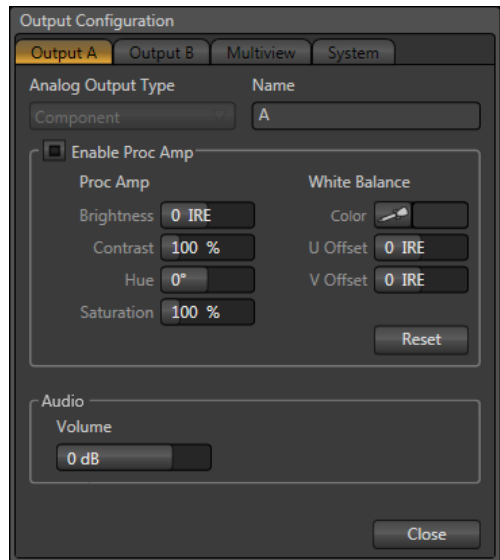 Output Configuration
Output A Output B Multiview System
Analog Output Type Name
Component A
Enable Proc Amp
Proc Amp White Balance
Brightness 0 IRE Color
Contrast 100 % U Offset 0 IRE
Hue 0° V Offset 0 IRE
Saturation 100 %
Reset
Audio
Volume
0 dB
Close